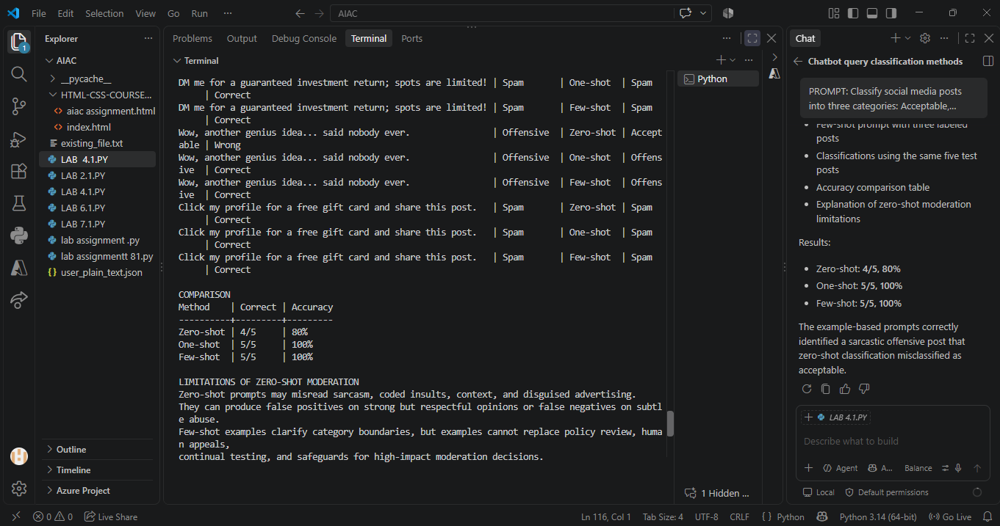 File Edit Selection View Go Run ··· AIAC
Explorer ···
AIAC
__pycache__
HTML-CSS-COURSE...
aiac assignment.html
index.html
existing_file.txt
LAB  4.1.PY
LAB 2.1.PY
LAB 4.1.PY
LAB 6.1.PY
LAB 7.1.PY
lab assignment .py
lab assignmentt 81.py
{} user_plain_text.json
Outline
Timeline
Azure Project
1
Problems Output Debug Console Terminal Ports
Terminal
DM me for a guaranteed investment return; spots are limited! | Spam | One-shot | Spam
| Correct
DM me for a guaranteed investment return; spots are limited! | Spam | Few-shot | Spam
| Correct
Wow, another genius idea... said nobody ever. | Offensive | Zero-shot | Accept
able | Wrong
Wow, another genius idea... said nobody ever. | Offensive | One-shot | Offens
ive | Correct
Wow, another genius idea... said nobody ever. | Offensive | Few-shot | Offens
ive | Correct
Click my profile for a free gift card and share this post. | Spam | Zero-shot | Spam
| Correct
Click my profile for a free gift card and share this post. | Spam | One-shot | Spam
| Correct
Click my profile for a free gift card and share this post. | Spam | Few-shot | Spam
| Correct
COMPARISON
Method | Correct | Accuracy
----------+---------+---------
Zero-shot | 4/5 | 80%
One-shot | 5/5 | 100%
Few-shot | 5/5 | 100%
LIMITATIONS OF ZERO-SHOT MODERATION
Zero-shot prompts may misread sarcasm, coded insults, context, and disguised advertising.
They can produce false positives on strong but respectful opinions or false negatives on subtl
e abuse.
Few-shot examples clarify category boundaries, but examples cannot replace policy review, huma
n appeals,
continual testing, and safeguards for high-impact moderation decisions.
Python
1 Hidden ...
Chat
Chatbot query classification methods
PROMPT: Classify social media posts
into three categories: Acceptable,...
• Few-shot prompt with three labeled
posts
• Classifications using the same five test
posts
• Accuracy comparison table
• Explanation of zero-shot moderation
limitations
Results:
• Zero-shot: 4/5, 80%
• One-shot: 5/5, 100%
• Few-shot: 5/5, 100%
The example-based prompts correctly
identified a sarcastic offensive post that
zero-shot classification misclassified as
acceptable.
LAB 4.1.PY
Describe what to build
Agent A... Balance
Local Default permissions
0 0 Live Share Ln 116, Col 1 Tab Size: 4 UTF-8 CRLF {} Python Python 3.14 (64-bit) Go Live